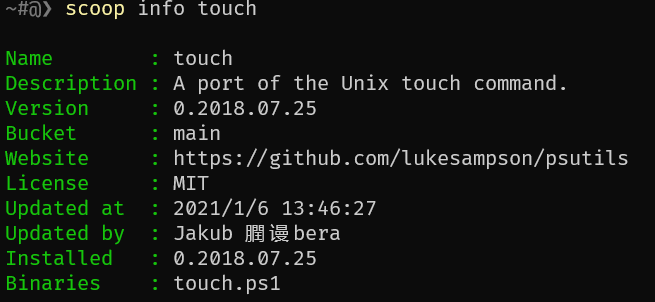 ~#@❯ scoop info touch
Name        : touch
Description : A port of the Unix touch command.
Version     : 0.2018.07.25
Bucket      : main
Website     : https://github.com/lukesampson/psutils
License     : MIT
Updated at  : 2021/1/6 13:46:27
Updated by  : Jakub 膶谩bera
Installed   : 0.2018.07.25
Binaries    : touch.ps1